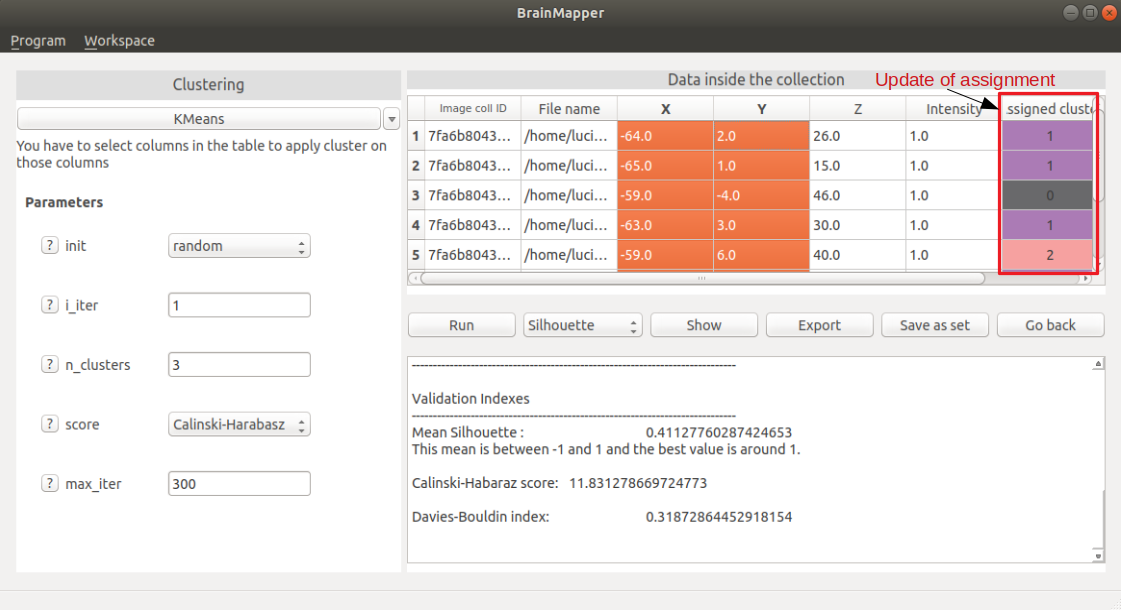 BrainMapper
Program Workspace
Clustering
KMeans
You have to select columns in the table to apply cluster on
those columns
Parameters
? init random
? i_iter 1
? n_clusters 3
? score Calinski-Harabasz
? max_iter 300
Data inside the collection
Update of assignment
Image coll ID File name X Y Z Intensity ssigned cluste
1 7fa6b8043... /home/luci... -64.0 2.0 26.0 1.0 1
2 7fa6b8043... /home/luci... -65.0 1.0 15.0 1.0 1
3 7fa6b8043... /home/luci... -59.0 -4.0 46.0 1.0 0
4 7fa6b8043... /home/luci... -63.0 3.0 30.0 1.0 1
5 7fa6b8043... /home/luci... -59.0 6.0 40.0 1.0 2
Run Silhouette Show Export Save as set Go back
--------------------------------------------------------------------------------
Validation Indexes
--------------------------------------------------------------------------------
Mean Silhouette : 0.41127760287424653
This mean is between -1 and 1 and the best value is around 1.
Calinski-Habaraz score: 11.831278669724773
Davies-Bouldin index: 0.31872864452918154